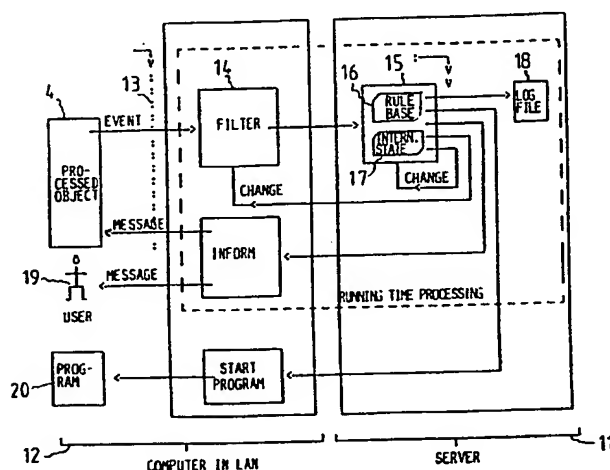 13
14
15
16
18
4
EVENT
FILTER
RULE
BASE
LOG
FILE
INTERN.
STATE
17
PRO-
CESSED
OBJECT
CHANGE
CHANGE
MESSAGE
INFORM
MESSAGE
19
USER
RUNNING TIME PROCESSING
PROG-
RAM
START
PROGRAM
20
12
COMPUTER IN LAN
SERVER
11